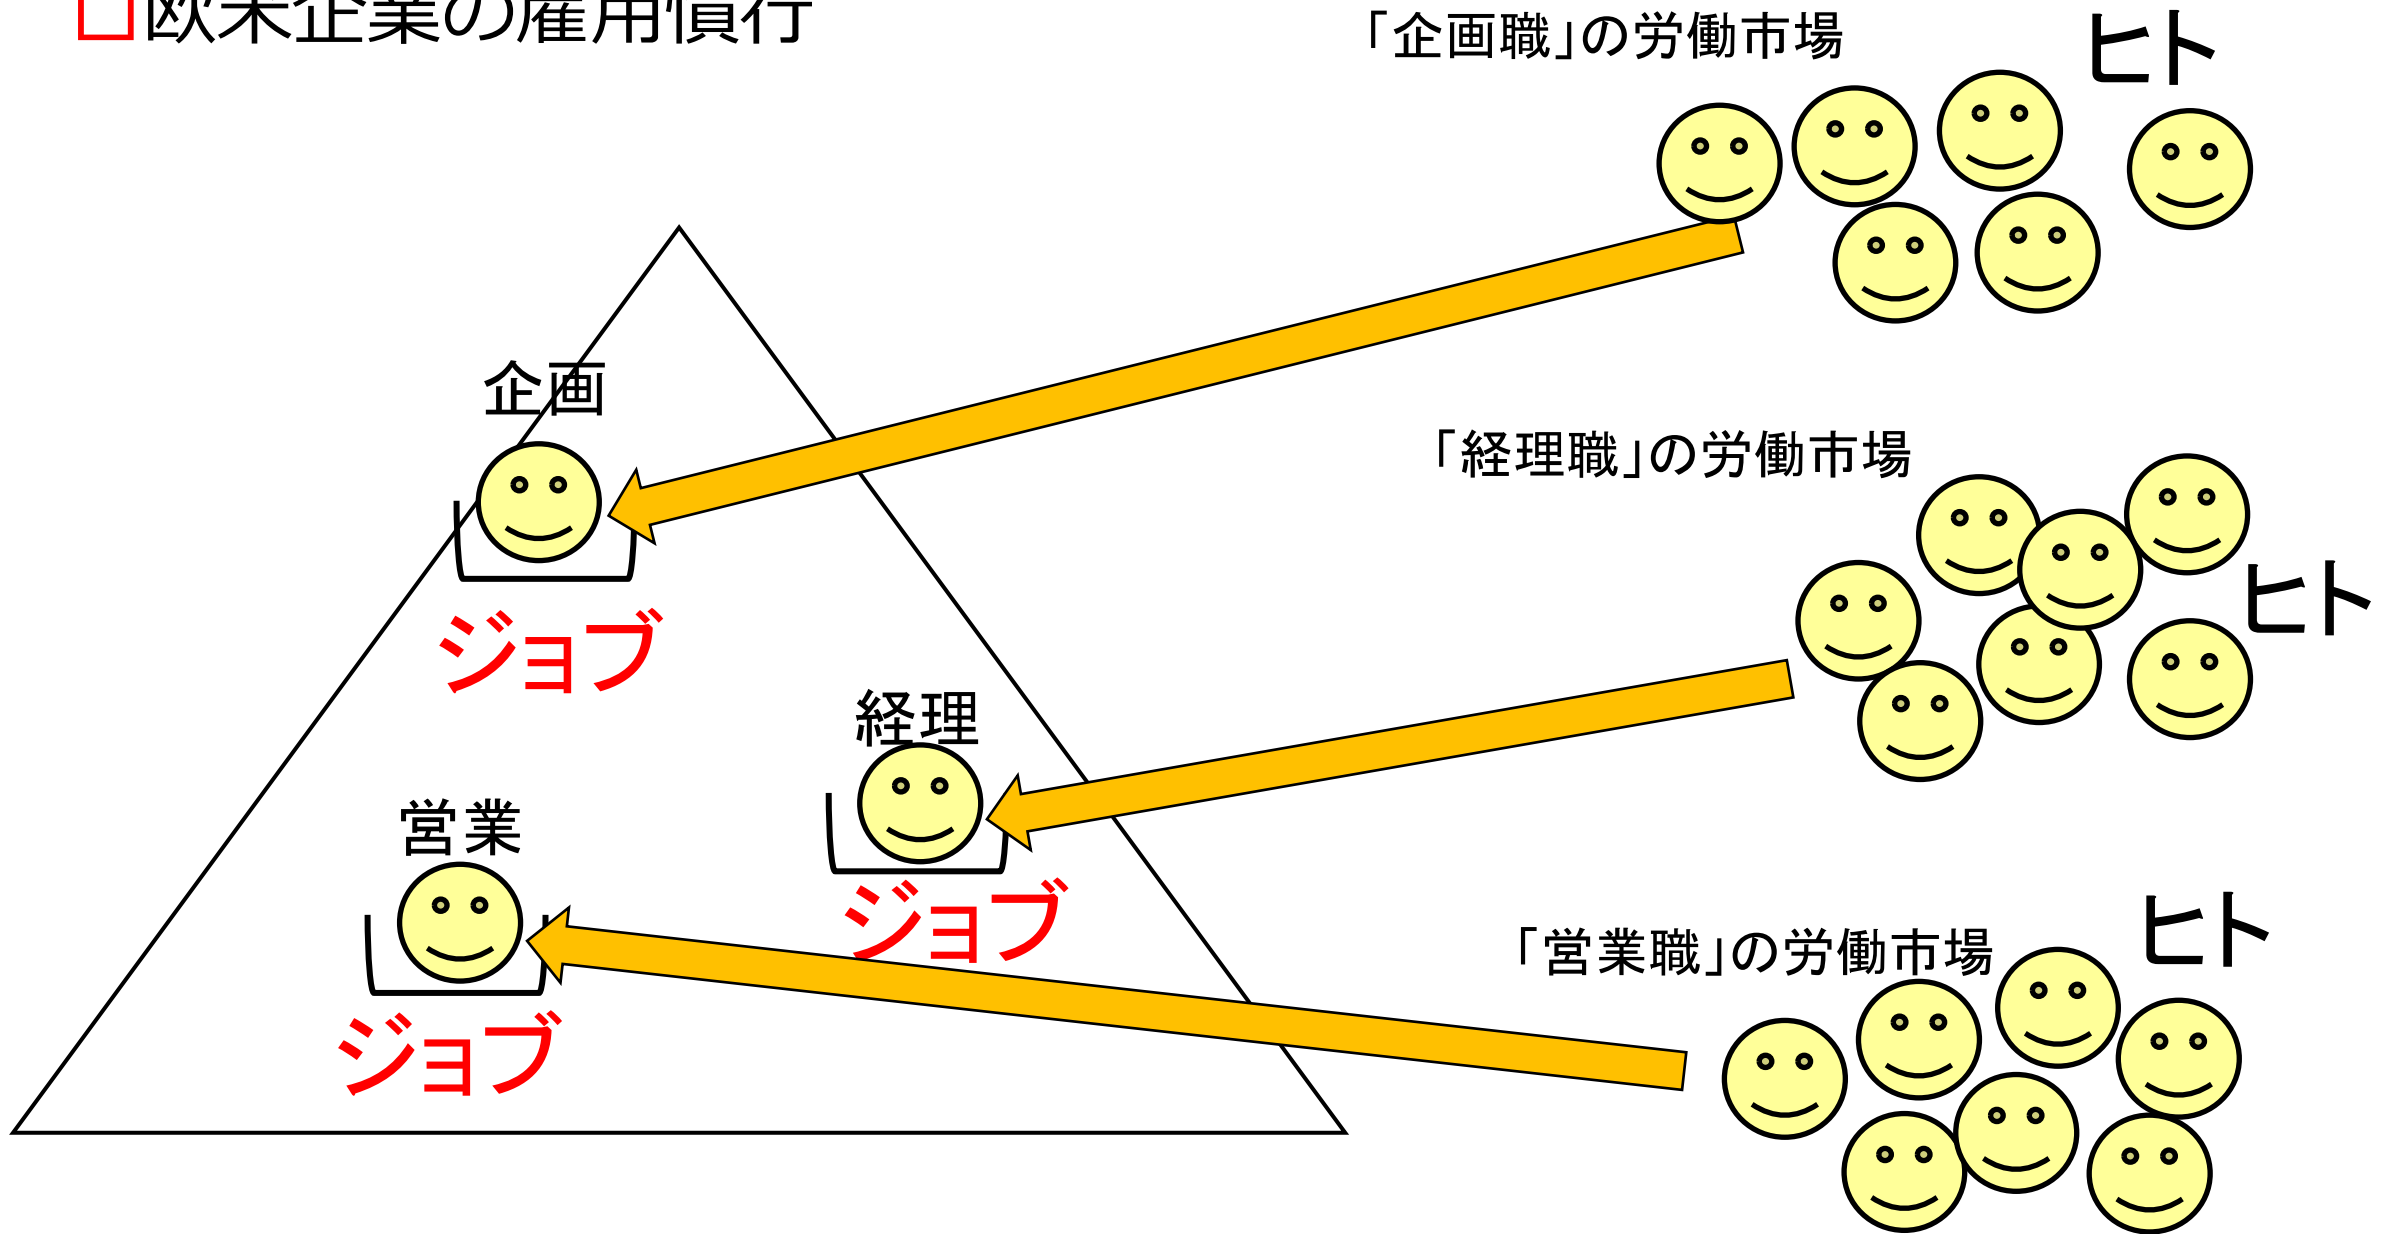 欧米企業の雇用慣行
「企画職」の労働市場
ヒト
企画
ジョブ
「経理職」の労働市場
ヒト
経理
ジョブ
営業
ジョブ
「営業職」の労働市場
ヒト